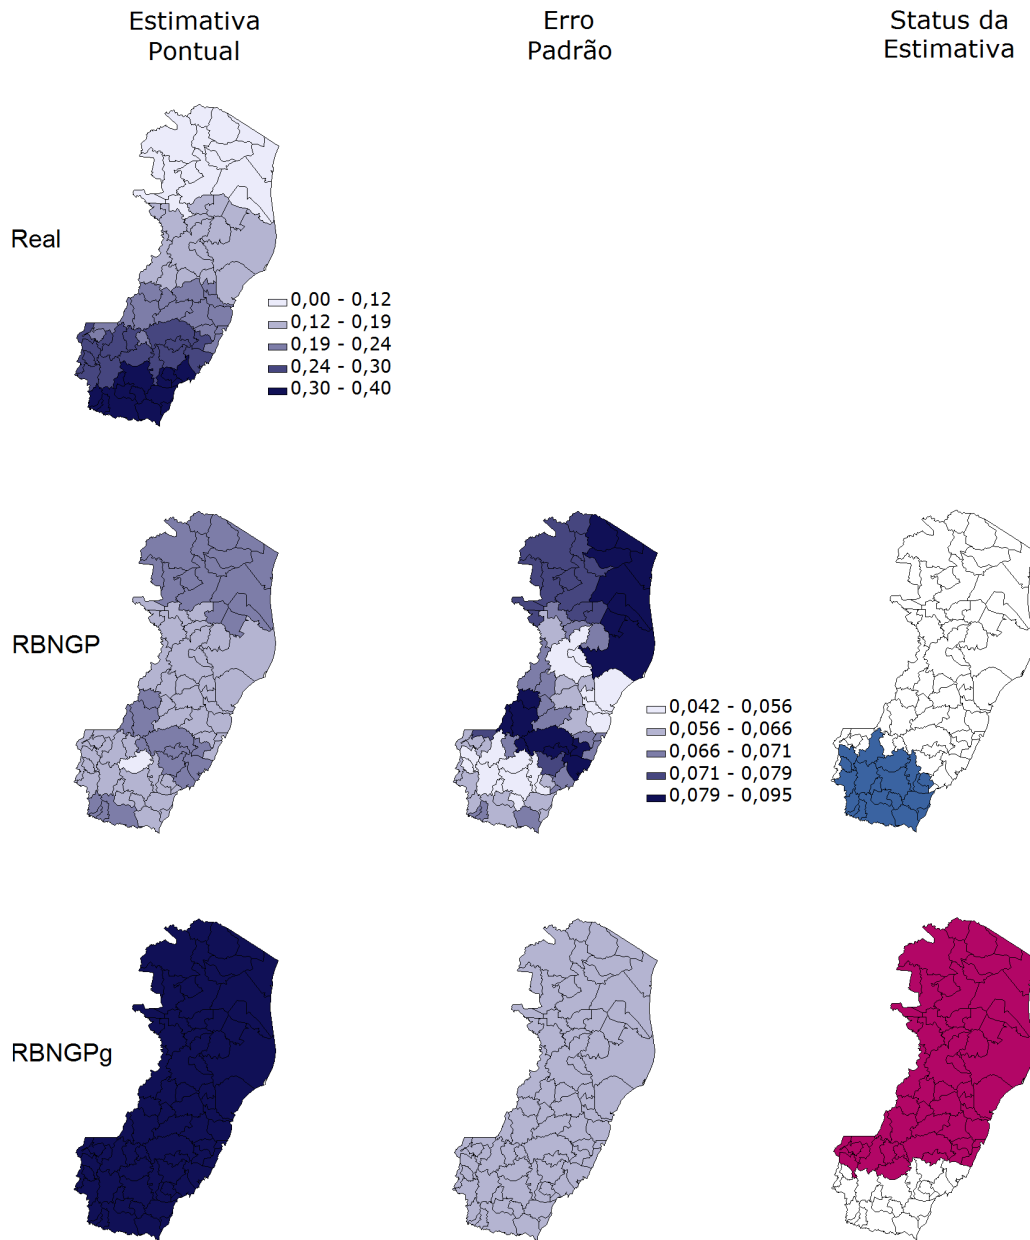 Estimativa
Pontual
Erro
Padrão
Status da
Estimativa
Real
0,00 - 0,12
0,12 - 0,19
0,19 - 0,24
0,24 - 0,30
0,30 - 0,40
RBNGP
0,042 - 0,056
0,056 - 0,066
0,066 - 0,071
0,071 - 0,079
0,079 - 0,095
RBNGPg